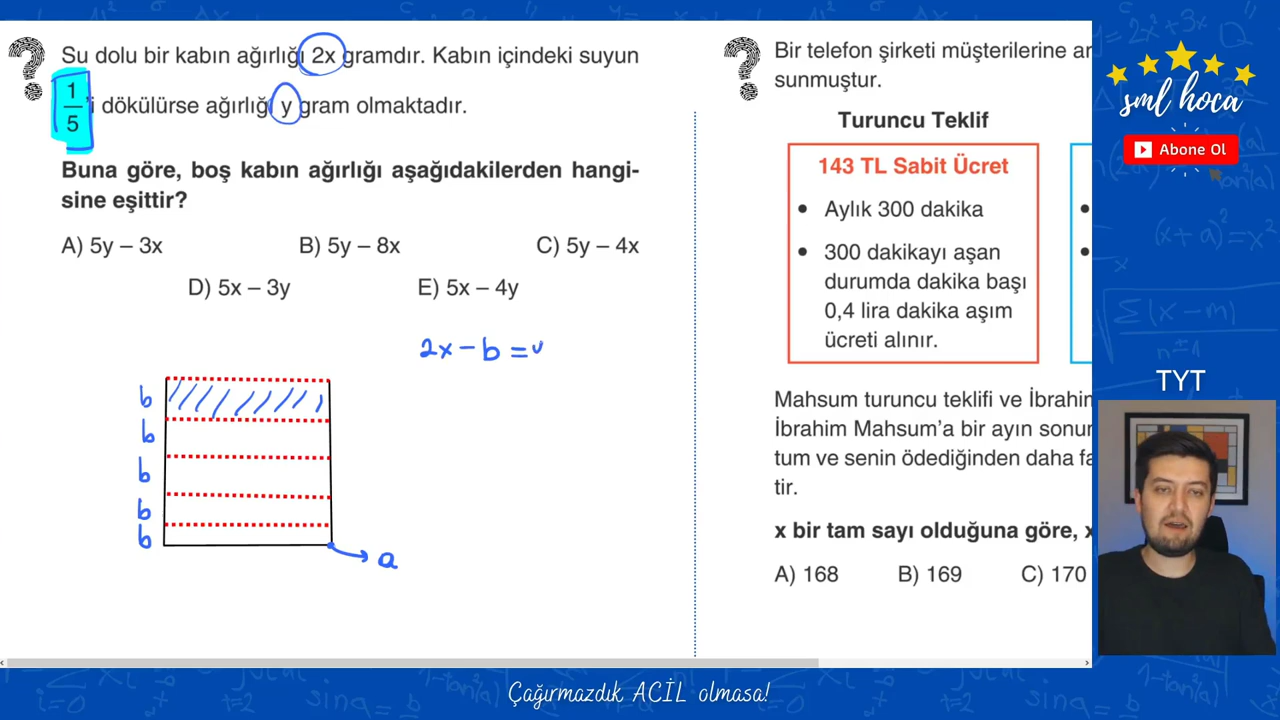 Su dolu bir kabın ağırlığı 2x gramdır. Kabın içindeki suyun
1/5 'i dökülürse ağırlığı y gram olmaktadır.
Buna göre, boş kabın ağırlığı aşağıdakilerden hangi-
sine eşittir?
A) 5y – 3x B) 5y – 8x C) 5y – 4x
D) 5x – 3y E) 5x – 4y
2x – b =
b
b
b
b
b
a
Bir telefon şirketi müşterilerine
sunmuştur.
Turuncu Teklif
143 TL Sabit Ücret
• Aylık 300 dakika
• 300 dakikayı aşan
durumda dakika başı
0,4 lira dakika aşım
ücreti alınır.
Mahsum turuncu teklifi ve İbrahim
İbrahim Mahsum'a bir ayın
tum ve senin ödediğinden daha
tir.
x bir tam sayı olduğuna göre, x
A) 168 B) 169 C) 170
sml hoca
Abone Ol
TYT
Çağırmazdık ACİL olmasa!